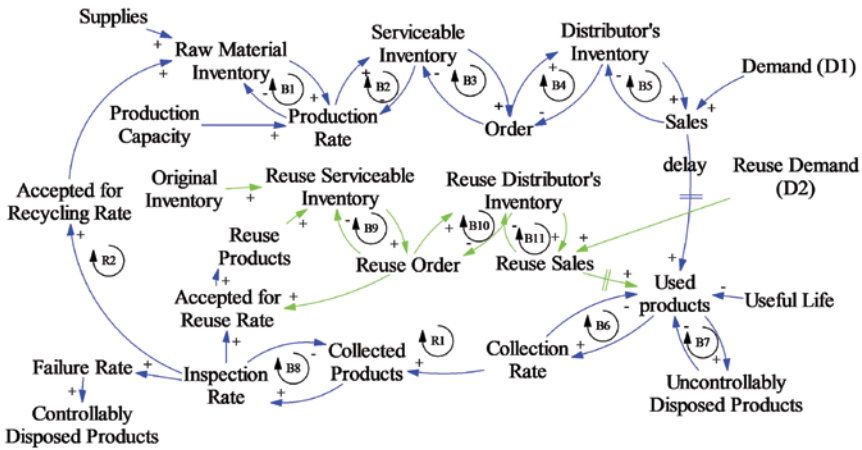 Supplies
Raw Material
Inventory
Serviceable
Inventory
Distributor's
Inventory
Demand (D1)
B1
B2
B3
B4
B5
Production
Capacity
Production
Rate
Order
Sales
delay
Reuse Demand
(D2)
Accepted for
Recycling Rate
Original
Inventory
Reuse Serviceable
Inventory
Reuse Distributor's
Inventory
B9
B10
B11
R2
Reuse
Products
Reuse Order
Reuse Sales
Accepted for
Reuse Rate
Used
products
Useful Life
B6
B7
R1
B8
Failure Rate
Inspection
Rate
Collected
Products
Collection
Rate
Uncontrollably
Disposed Products
Controllably
Disposed Products